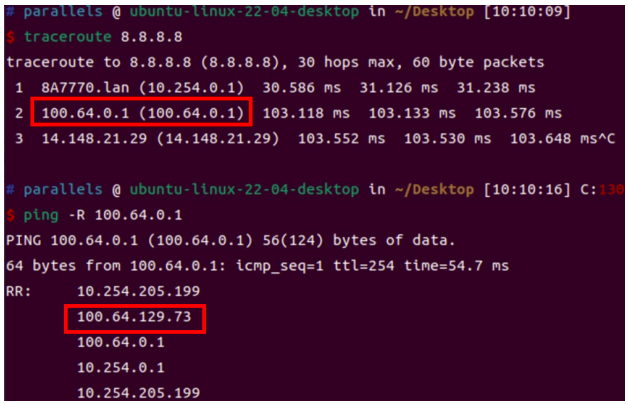 # parallels @ ubuntu-linux-22-04-desktop in ~/Desktop [10:10:09]
$ traceroute 8.8.8.8
traceroute to 8.8.8.8 (8.8.8.8), 30 hops max, 60 byte packets
1 8A7770.lan (10.254.0.1) 30.586 ms 31.126 ms 31.238 ms
2 100.64.0.1 (100.64.0.1) 103.118 ms 103.133 ms 103.576 ms
3 14.148.21.29 (14.148.21.29) 103.552 ms 103.530 ms 103.648 ms^C
# parallels @ ubuntu-linux-22-04-desktop in ~/Desktop [10:10:16] C:130
$ ping -R 100.64.0.1
PING 100.64.0.1 (100.64.0.1) 56(124) bytes of data.
64 bytes from 100.64.0.1: icmp_seq=1 ttl=254 time=54.7 ms
RR: 10.254.205.199
100.64.129.73
100.64.0.1
10.254.0.1
10.254.205.199